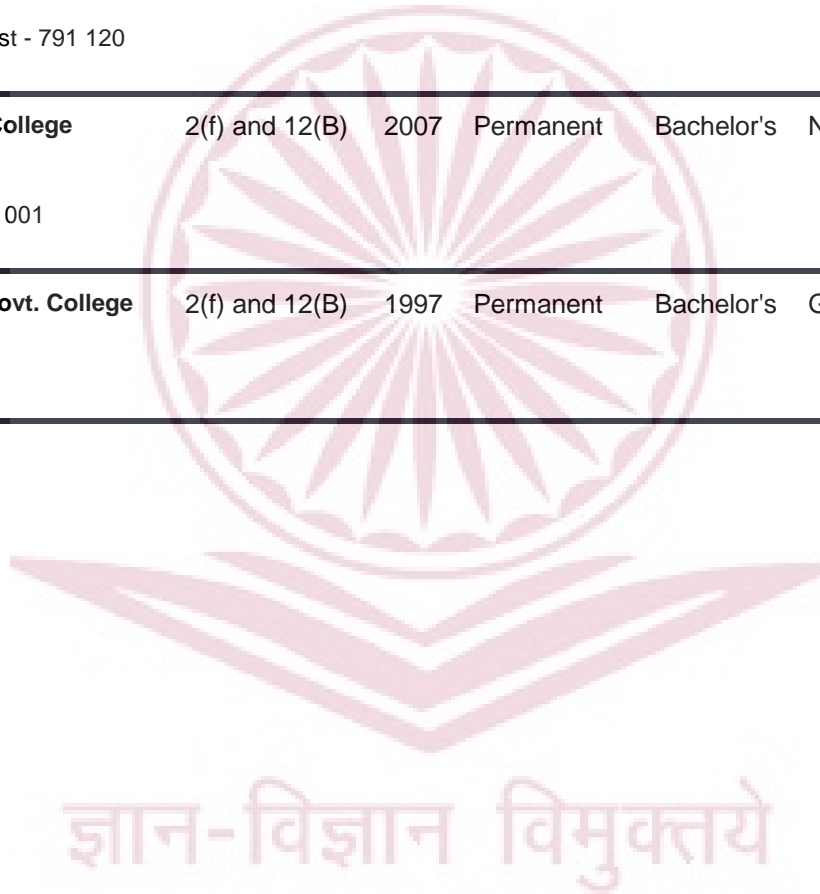 st - 791 120
College 2(f) and 12(B) 2007 Permanent Bachelor's N
001
ovt. College 2(f) and 12(B) 1997 Permanent Bachelor's G
ज्ञान-विज्ञान विमुक्तये